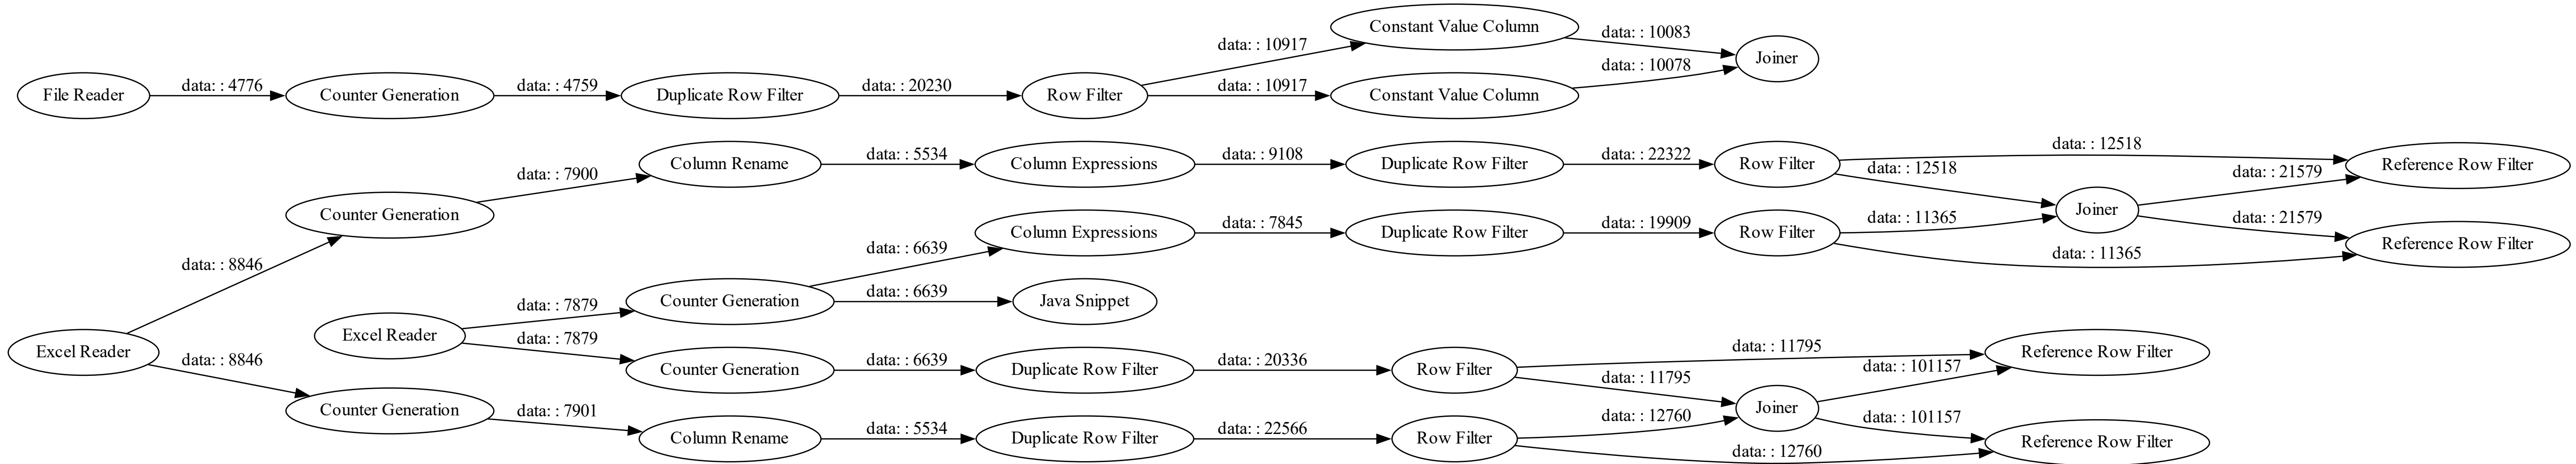 Constant Value Column
data: : 10917
data: : 10083
Joiner
File Reader
data: : 4776
Counter Generation
data: : 4759
Duplicate Row Filter
data: : 20230
Row Filter
data: : 10917
Constant Value Column
data: : 10078
Counter Generation
data: : 7900
Column Rename
data: : 5534
Column Expressions
data: : 9108
Duplicate Row Filter
data: : 22322
Row Filter
data: : 12518
data: : 12518
Reference Row Filter
data: : 21579
Joiner
data: : 21579
Reference Row Filter
data: : 6639
Column Expressions
data: : 7845
Duplicate Row Filter
data: : 19909
Row Filter
data: : 11365
data: : 11365
data: : 8846
Excel Reader
data: : 8846
Excel Reader
data: : 7879
Counter Generation
data: : 6639
Java Snippet
data: : 7879
Counter Generation
data: : 6639
Duplicate Row Filter
data: : 20336
Row Filter
data: : 11795
data: : 11795
Reference Row Filter
data: : 101157
Joiner
data: : 101157
Reference Row Filter
Counter Generation
data: : 7901
Column Rename
data: : 5534
Duplicate Row Filter
data: : 22566
Row Filter
data: : 12760
data: : 12760